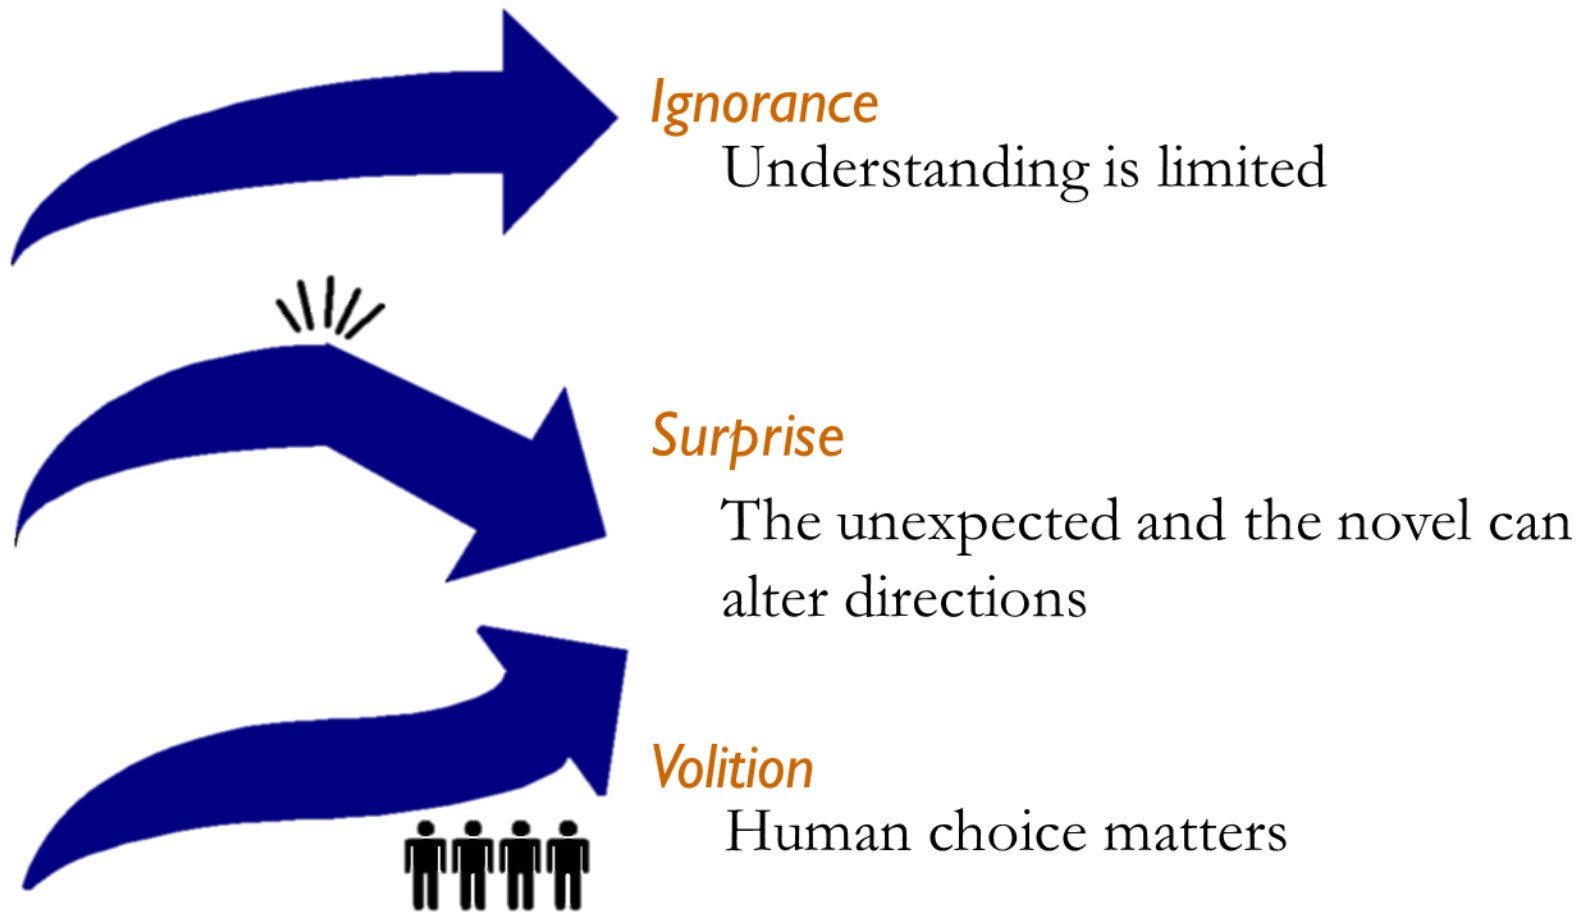 Ignorance
Understanding is limited
Surprise
The unexpected and the novel can
alter directions
Volition
Human choice matters